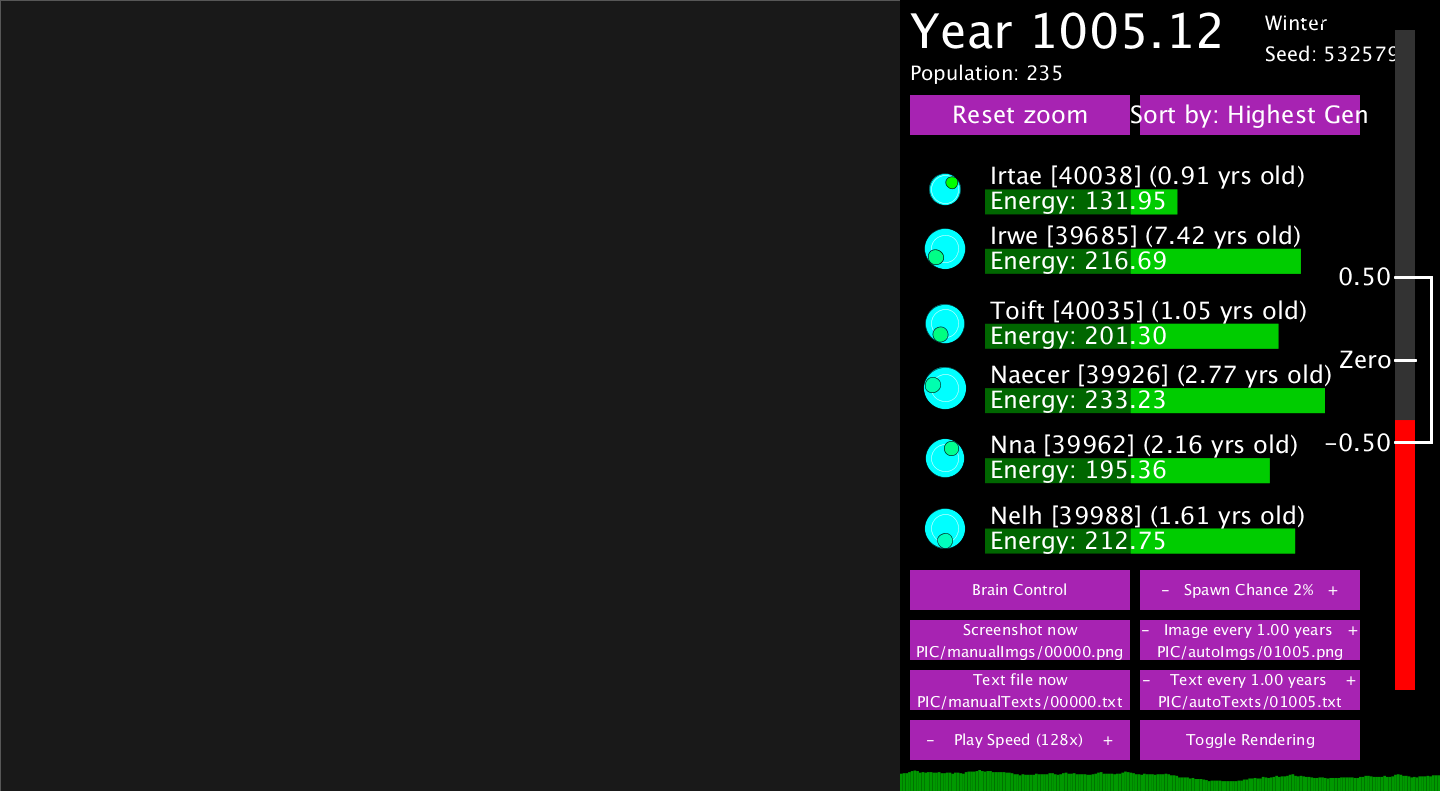 Year 1005.12
Winter
Seed: 532579
Population: 235
Reset zoom
Sort by: Highest Gen
Irtae [40038] (0.91 yrs old)
Energy: 131.95
Irwe [39685] (7.42 yrs old)
Energy: 216.69
0.50
Toift [40035] (1.05 yrs old)
Energy: 201.30
Zero
Naecer [39926] (2.77 yrs old)
Energy: 233.23
-0.50
Nna [39962] (2.16 yrs old)
Energy: 195.36
Nelh [39988] (1.61 yrs old)
Energy: 212.75
Brain Control
- Spawn Chance 2% +
Screenshot now
PIC/manualImgs/00000.png
- Image every 1.00 years +
PIC/autoImgs/01005.png
Text file now
PIC/manualTexts/00000.txt
- Text every 1.00 years +
PIC/autoTexts/01005.txt
- Play Speed (128x) +
Toggle Rendering